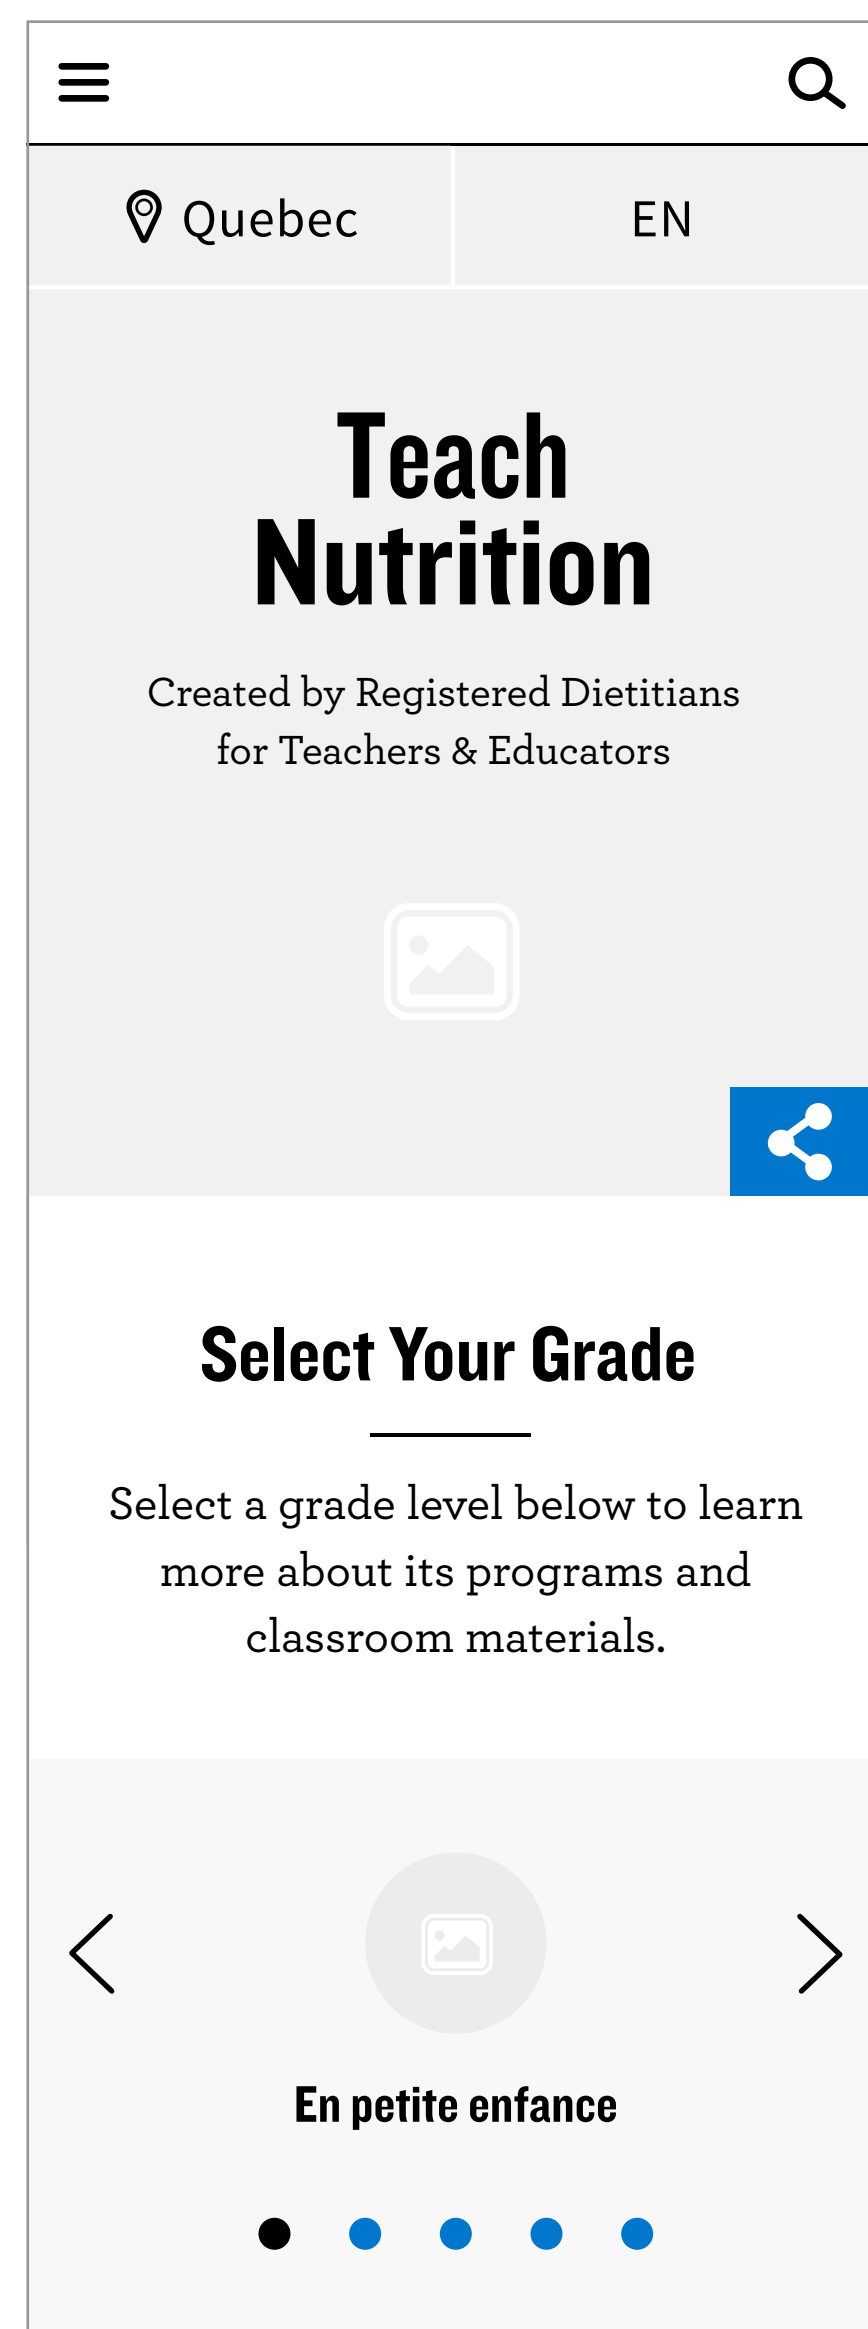 Quebec
EN
Teach
Nutrition
Created by Registered Dietitians
for Teachers & Educators
Select Your Grade
Select a grade level below to learn
more about its programs and
classroom materials.
En petite enfance